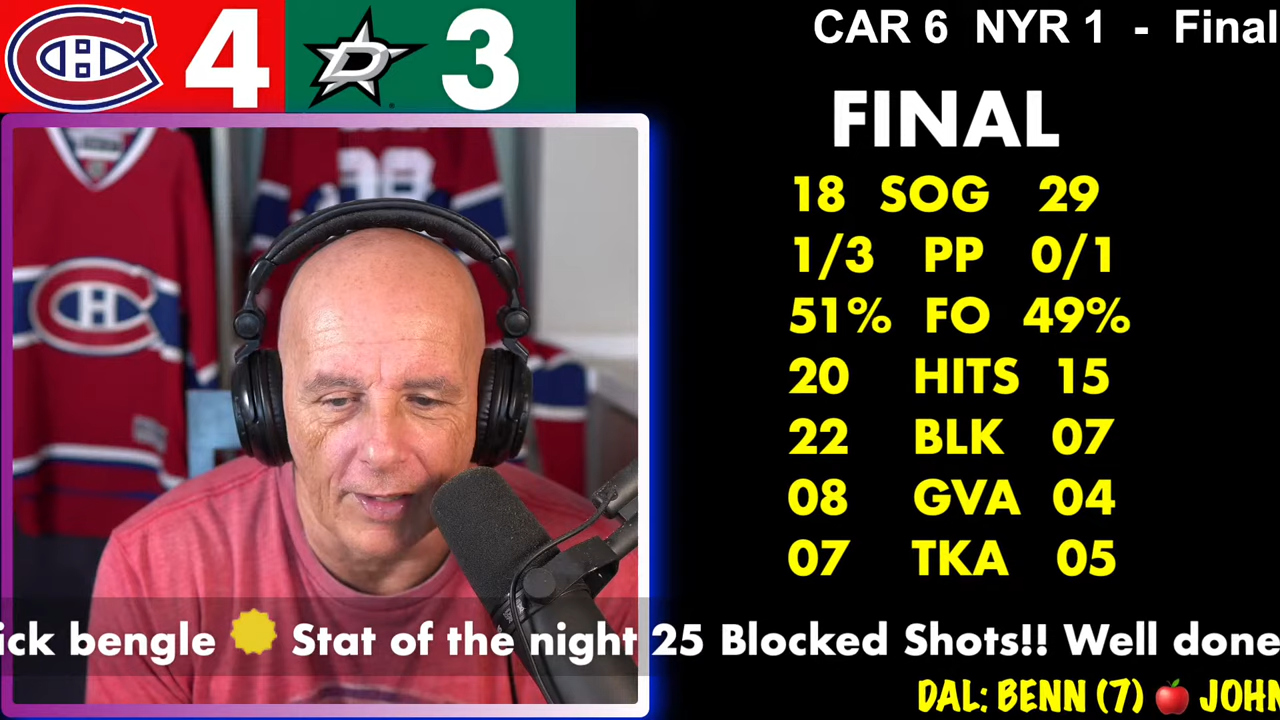 4 3
CAR 6 NYR 1 - Final
FINAL
18 SOG 29
1/3 PP 0/1
51% FO 49%
20 HITS 15
22 BLK 07
08 GVA 04
07 TKA 05
ick bengle Stat of the night 25 Blocked Shots!! Well done
DAL: BENN (7) 🍎 JOHN